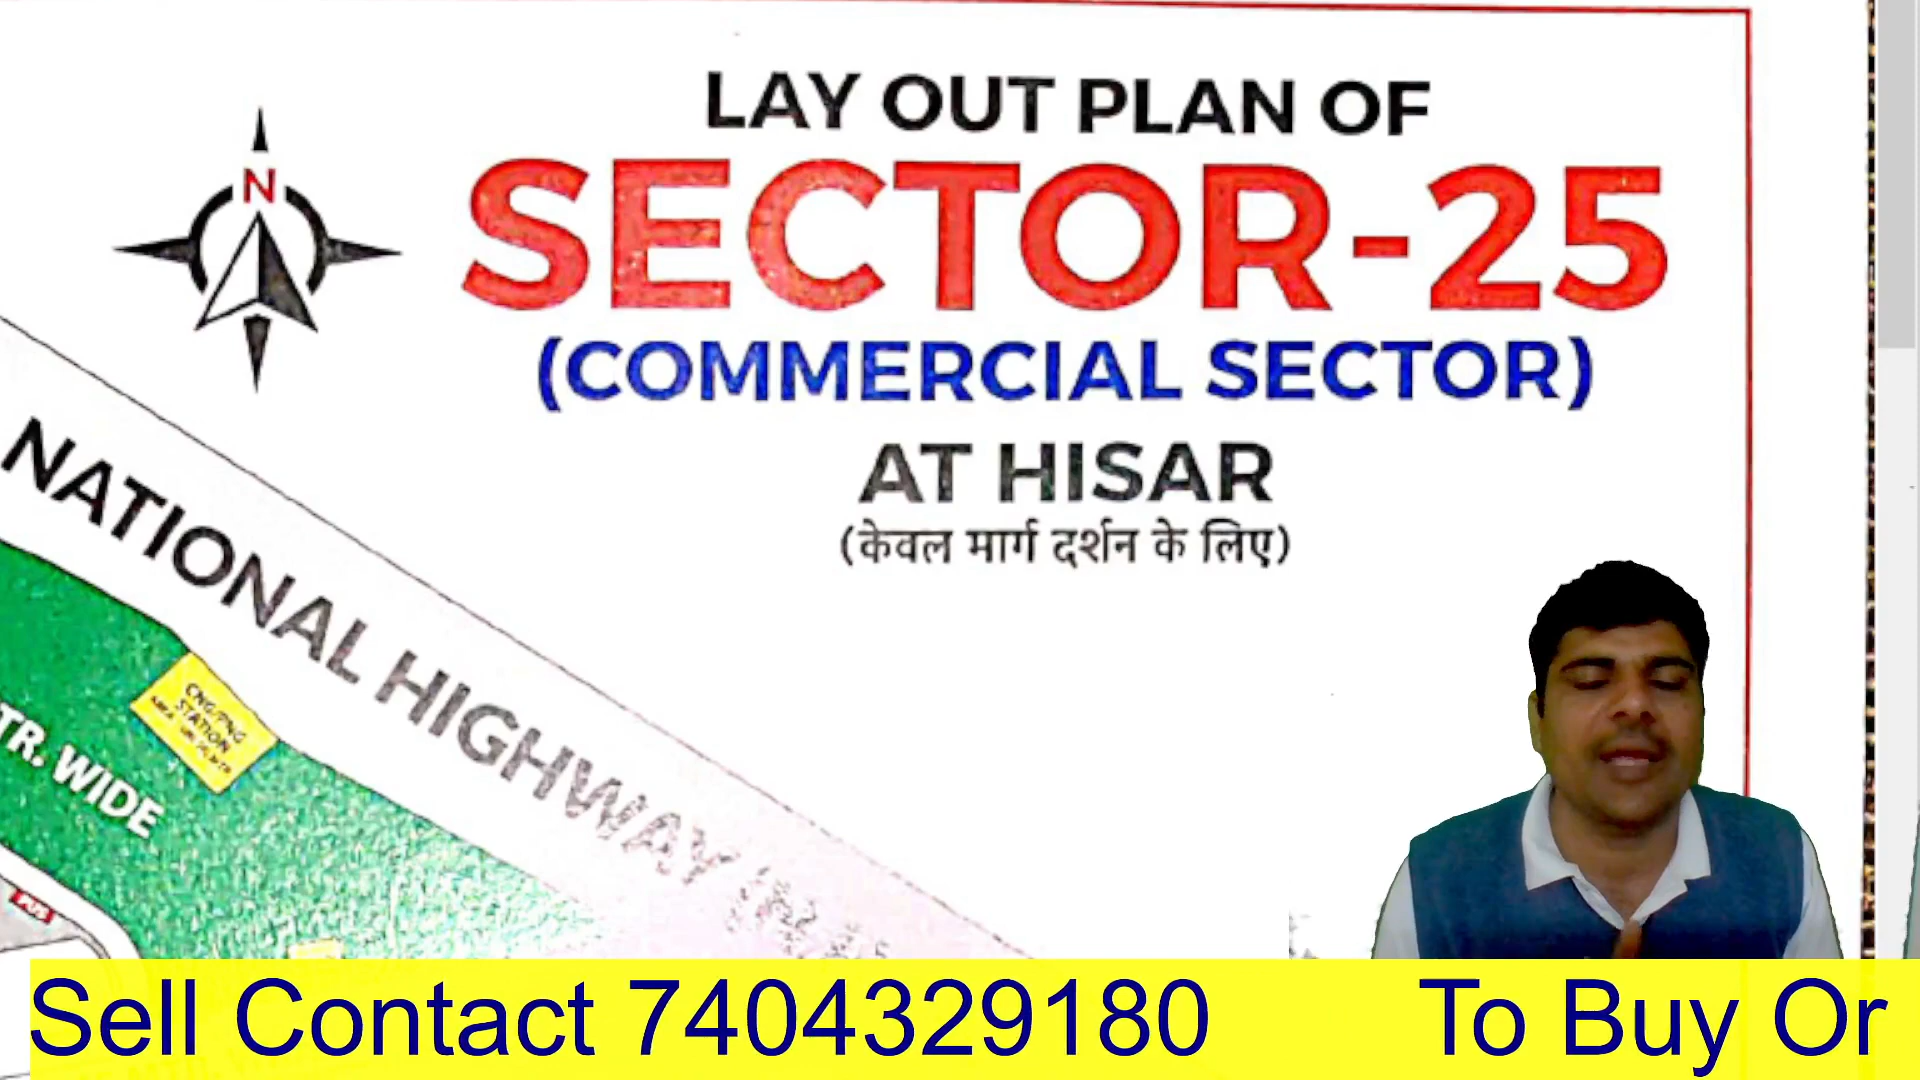 LAY OUT PLAN OF
N
SECTOR-25
(COMMERCIAL SECTOR)
AT HISAR
(केवल मार्ग दर्शन के लिए)
NATIONAL HIGHWAY
CNG/PNG
STATION
TR. WIDE
Sell Contact 7404329180 To Buy Or